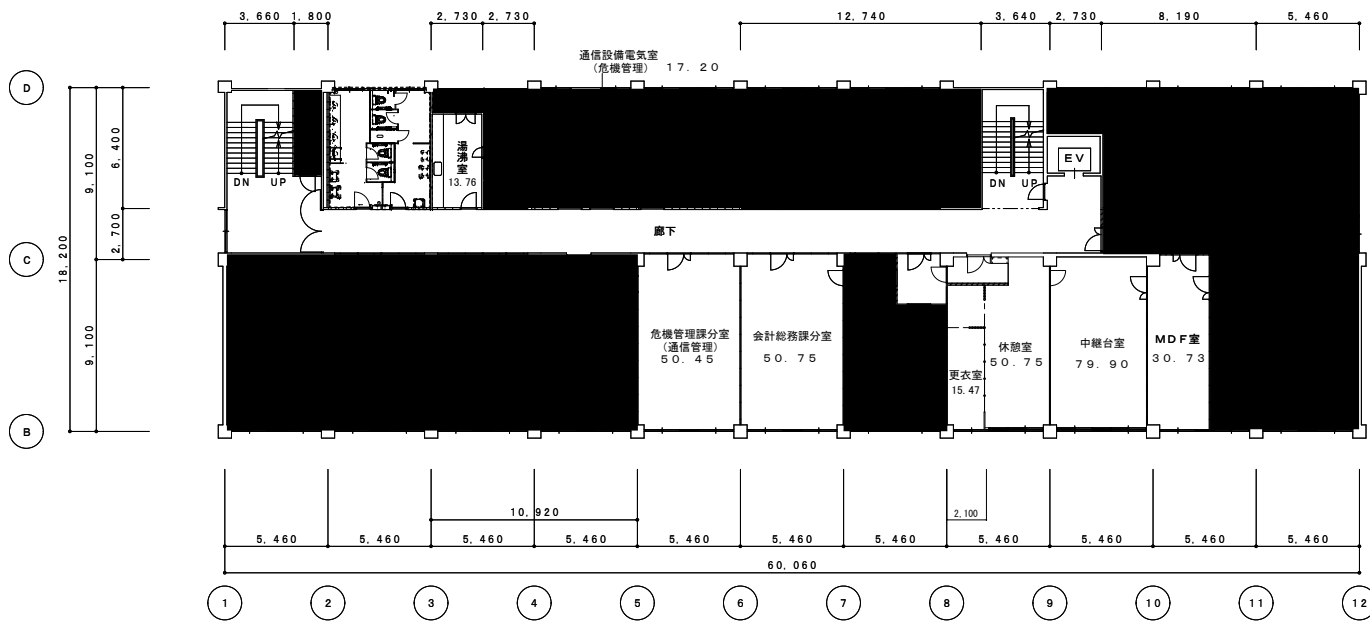 3,660
1,800
2,730
2,730
12,740
3,640
2,730
8,190
5,460
通信設備電気室
(危機管理) 17.20
D
C
B
18,200
9,100
9,100
6,400
2,700
DN UP
湯沸室
13.76
DN UP
EV
廊下
危機管理課分室
(通信管理)
50.45
会計総務課分室
50.75
更衣室
15.47
休憩室
50.75
中継台室
79.90
MDF室
30.73
10,920
2,100
5,460
5,460
5,460
5,460
5,460
5,460
5,460
5,460
5,460
5,460
5,460
60,060
1
2
3
4
5
6
7
8
9
10
11
12